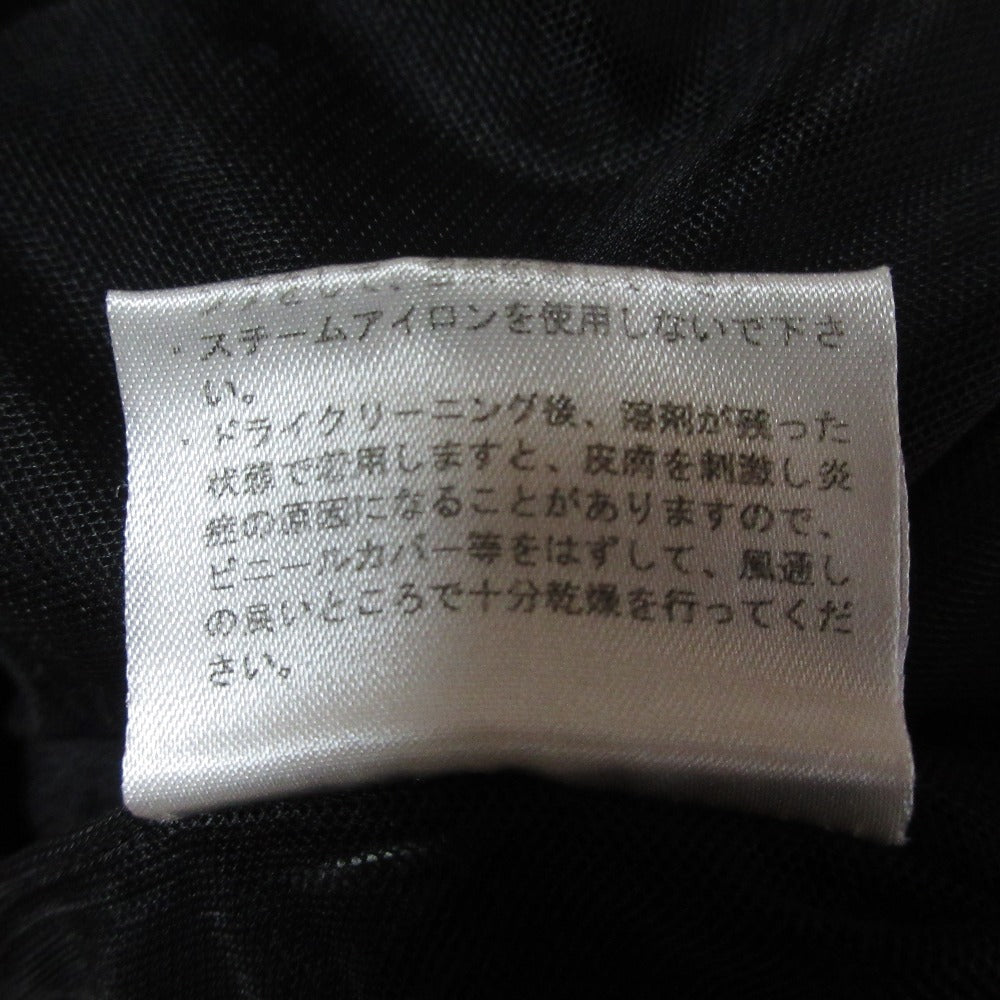 ・スチームアイロンを使用しないで下さ
い。
・ドライクリーニング後、溶剤が残った
状態で着用しますと、皮膚を刺激し炎
症の原因になることがありますので、
ビニールカバー等をはずして、風通し
の良いところで十分乾燥を行ってくだ
さい。